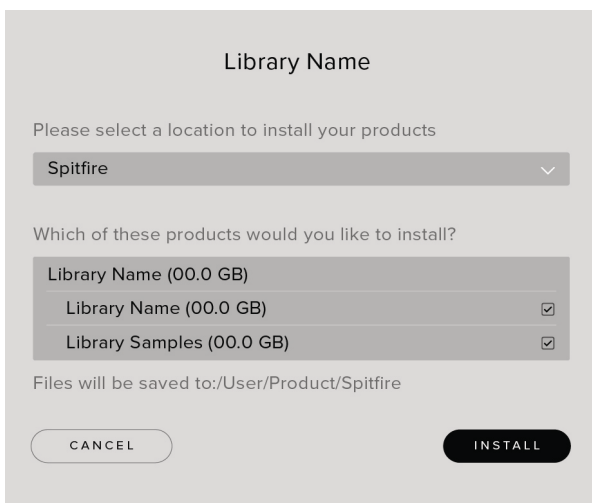 Library Name
Please select a location to install your products
Spitfire
Which of these products would you like to install?
Library Name (00.0 GB)
Library Name (00.0 GB)
Library Samples (00.0 GB)
Files will be saved to:/User/Product/Spitfire
CANCEL
INSTALL